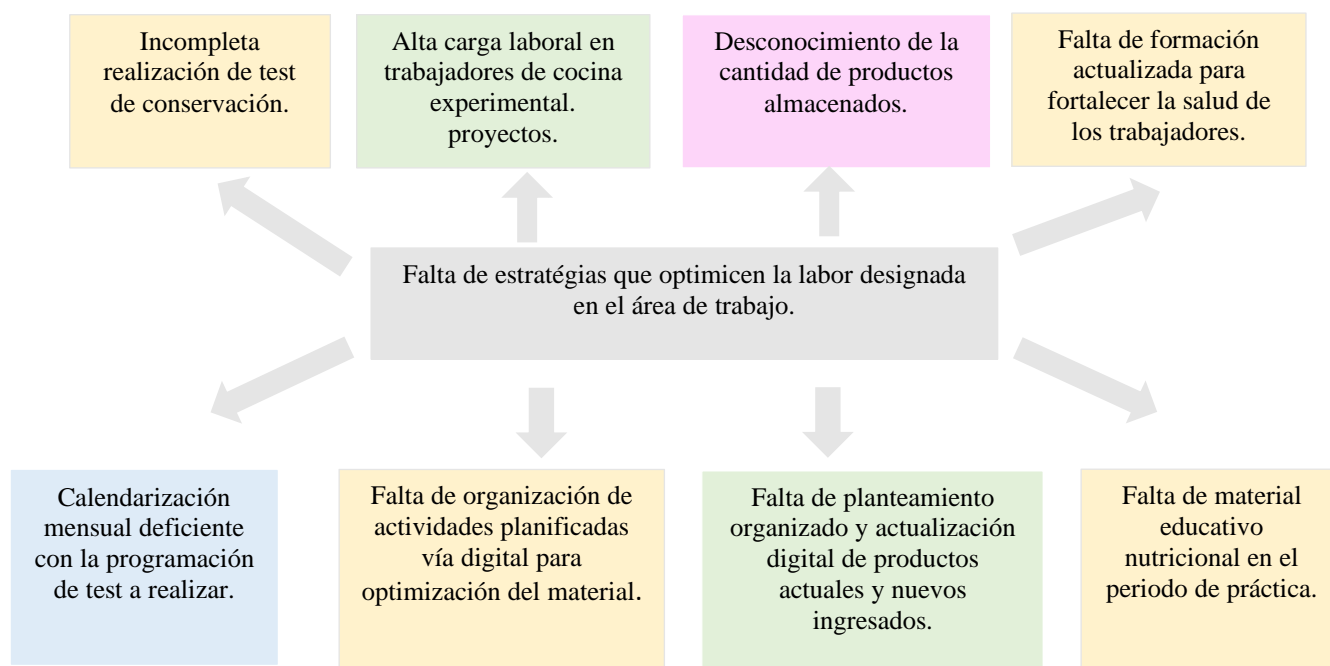 Incompleta
realización de test
de conservación.
Alta carga laboral en
trabajadores de cocina
experimental.
proyectos.
Desconocimiento de la
cantidad de productos
almacenados.
Falta de formación
actualizada para
fortalecer la salud de
los trabajadores.
Falta de estratégias que optimicen la labor designada
en el área de trabajo.
Calendarización
mensual deficiente
con la programación
de test a realizar.
Falta de organización de
actividades planificadas
vía digital para
optimización del material.
Falta de planteamiento
organizado y actualización
digital de productos
actuales y nuevos
ingresados.
Falta de material
educativo
nutricional en el
periodo de práctica.